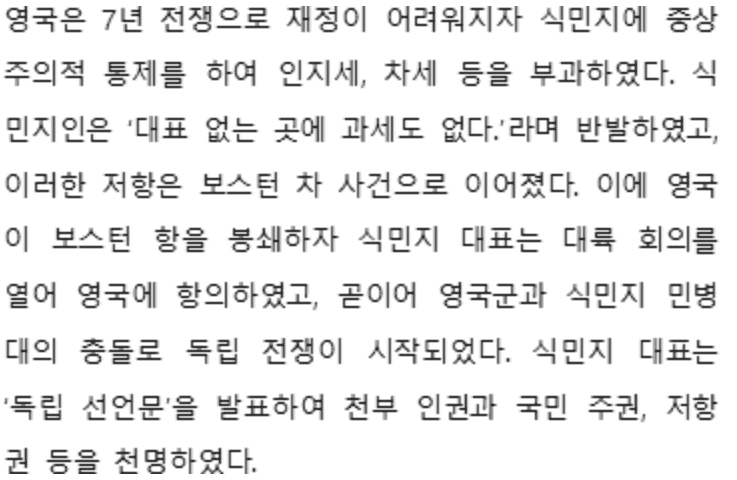 영국은 7년 전쟁으로 재정이 어려워지자 식민지에 중상
주의적 통제를 하여 인지세, 차세 등을 부과하였다. 식
민지인은 '대표 없는 곳에 과세도 없다.'라며 반발하였고,
이러한 저항은 보스턴 차 사건으로 이어졌다. 이에 영국
이 보스턴 항을 봉쇄하자 식민지 대표는 대륙 회의를
열어 영국에 항의하였고, 곧이어 영국군과 식민지 민병
대의 충돌로 독립 전쟁이 시작되었다. 식민지 대표는
'독립 선언문'을 발표하여 천부 인권과 국민 주권, 저항
권 등을 천명하였다.